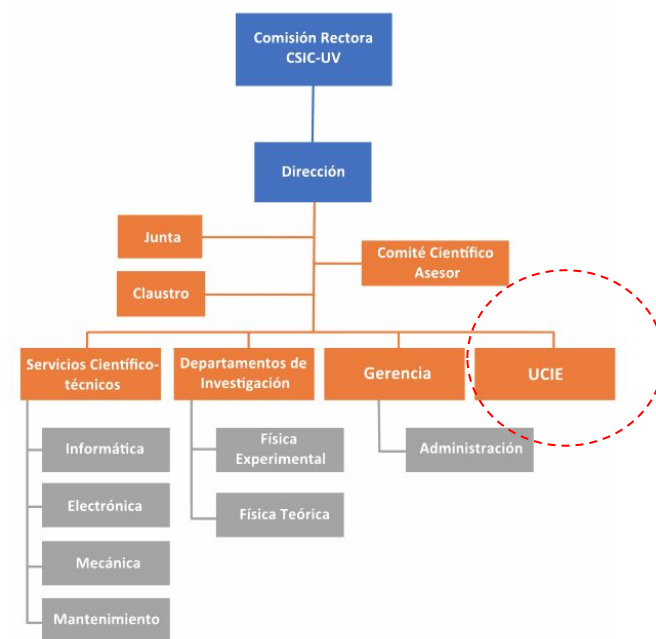 Comisión Rectora
CSIC-UV
Dirección
Junta
Comité Científico
Asesor
Claustro
Servicios Científico-
técnicos
Departamentos de
Investigación
Gerencia
UCIE
Informática
Física
Experimental
Administración
Electrónica
Física Teórica
Mecánica
Mantenimiento